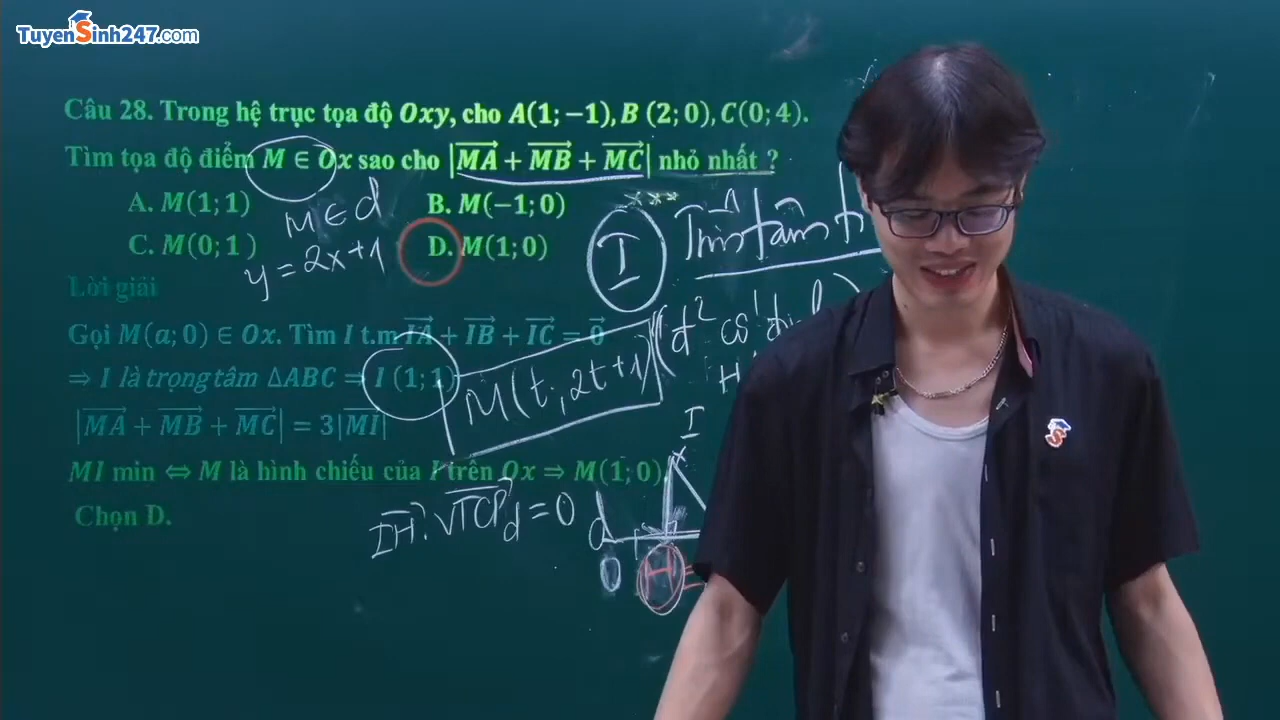 TuyenSinh247.com
Câu 28. Trong hệ trục tọa độ Oxy, cho A(1; −1), B (2; 0), C(0; 4).
Tìm tọa độ điểm M ∈ Ox sao cho |MA + MB + MC| nhỏ nhất ?
A. M(1; 1)
B. M(−1; 0)
C. M(0; 1 )
D. M(1; 0)
M ∈ d
y = 2x+1
I
Lời giải
Gọi M(a; 0) ∈ Ox. Tìm I t.m IA + IB + IC = 0
⇒ I là trọng tâm ΔABC = I (1; 1)
M(t; 2t+1)
|MA + MB + MC| = 3|MI|
I
MI min ⇔ M là hình chiếu của I trên Ox ⇒ M(1; 0)
IH. VTCP d = 0
d
Chọn D.
H